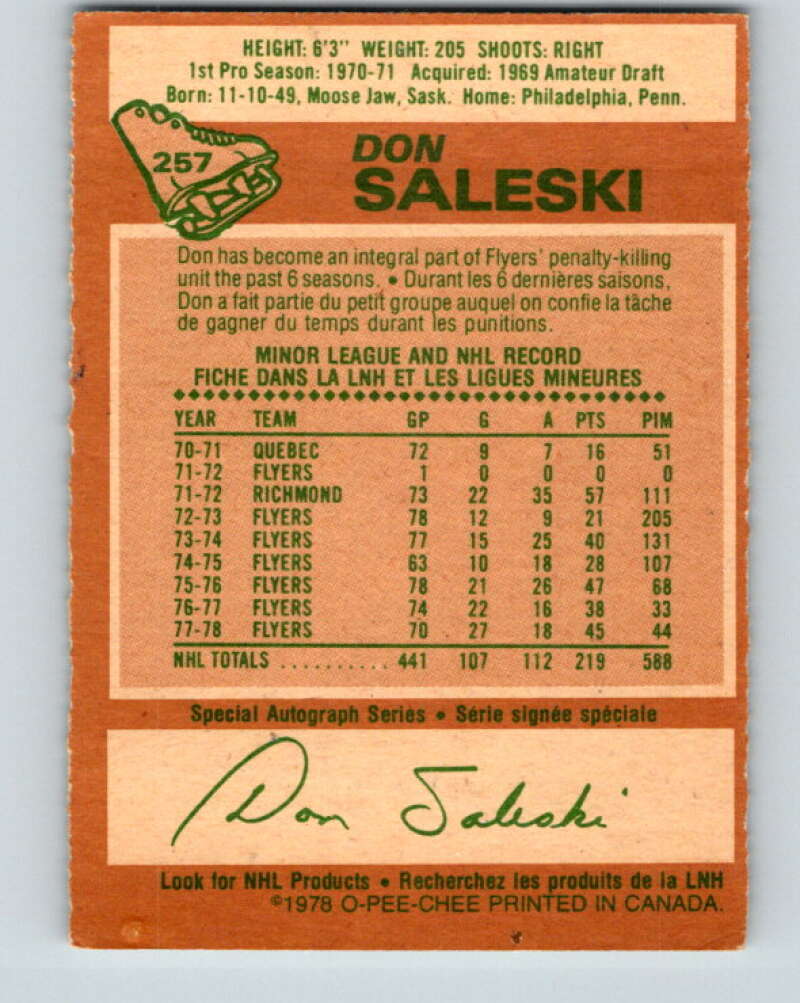 HEIGHT: 6'3" WEIGHT: 205 SHOOTS: RIGHT
1st Pro Season: 1970-71 Acquired: 1969 Amateur Draft
Born: 11-10-49, Moose Jaw, Sask. Home: Philadelphia, Penn.
257
DON
SALESKI
Don has become an integral part of Flyers' penalty-killing
unit the past 6 seasons. • Durant les 6 dernières saisons,
Don a fait partie du petit groupe auquel on confie la tâche
de gagner du temps durant les punitions.
MINOR LEAGUE AND NHL RECORD
FICHE DANS LA LNH ET LES LIGUES MINEURES
YEAR TEAM GP G A PTS PIM
70-71 QUEBEC 72 9 7 16 51
71-72 FLYERS 1 0 0 0 0
71-72 RICHMOND 73 22 35 57 111
72-73 FLYERS 78 12 9 21 205
73-74 FLYERS 77 15 25 40 131
74-75 FLYERS 63 10 18 28 107
75-76 FLYERS 78 21 26 47 68
76-77 FLYERS 74 22 16 38 33
77-78 FLYERS 70 27 18 45 44
NHL TOTALS .......... 441 107 112 219 588
Special Autograph Series • Série signée spéciale
Don Saleski
Look for NHL Products • Recherchez les produits de la LNH
©1978 O-PEE-CHEE PRINTED IN CANADA.